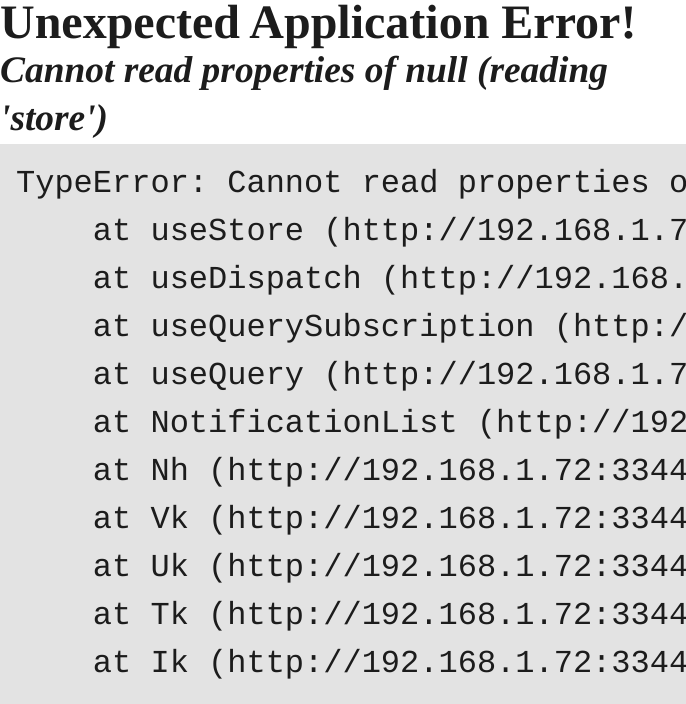 Unexpected Application Error!
Cannot read properties of null (reading
'store')
TypeError: Cannot read properties o
at useStore (http://192.168.1.7
at useDispatch (http://192.168.
at useQuerySubscription (http:/
at useQuery (http://192.168.1.7
at NotificationList (http://192
at Nh (http://192.168.1.72:3344
at Vk (http://192.168.1.72:3344
at Uk (http://192.168.1.72:3344
at Tk (http://192.168.1.72:3344
at Ik (http://192.168.1.72:3344